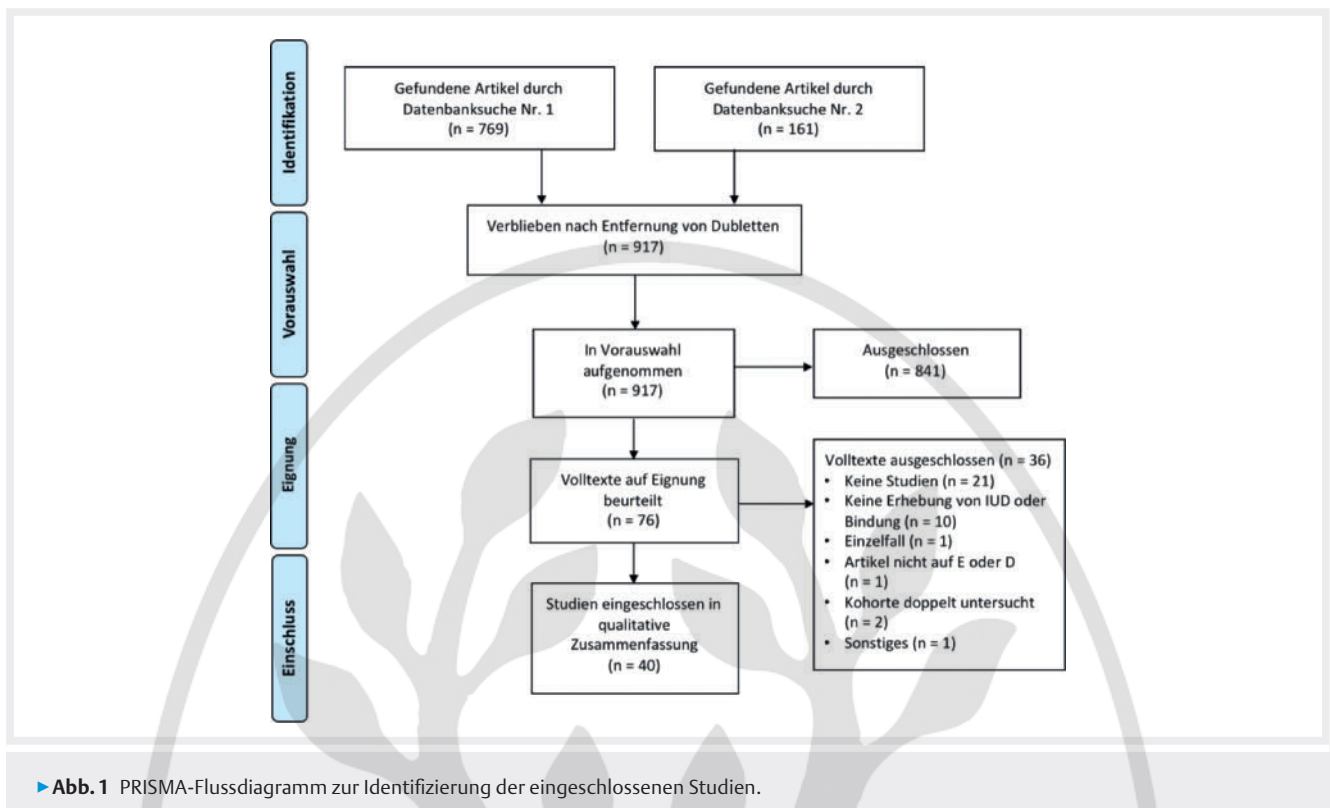 Identifikation
Gefundene Artikel durch
Datenbanksuche Nr. 1
(n = 769)
Gefundene Artikel durch
Datenbanksuche Nr. 2
(n = 161)
Vorauswahl
Verblieben nach Entfernung von Dubletten
(n = 917)
In Vorauswahl
aufgenommen
(n = 917)
Ausgeschlossen
(n = 841)
Eignung
Volltexte auf Eignung
beurteilt
(n = 76)
Volltexte ausgeschlossen (n = 36)
• Keine Studien (n = 21)
• Keine Erhebung von IUD oder
Bindung (n = 10)
• Einzelfall (n = 1)
• Artikel nicht auf E oder D
(n = 1)
• Kohorte doppelt untersucht
(n = 2)
• Sonstiges (n = 1)
Einschluss
Studien eingeschlossen in
qualitative
Zusammenfassung
(n = 40)
▶Abb. 1 PRISMA-Flussdiagramm zur Identifizierung der eingeschlossenen Studien.